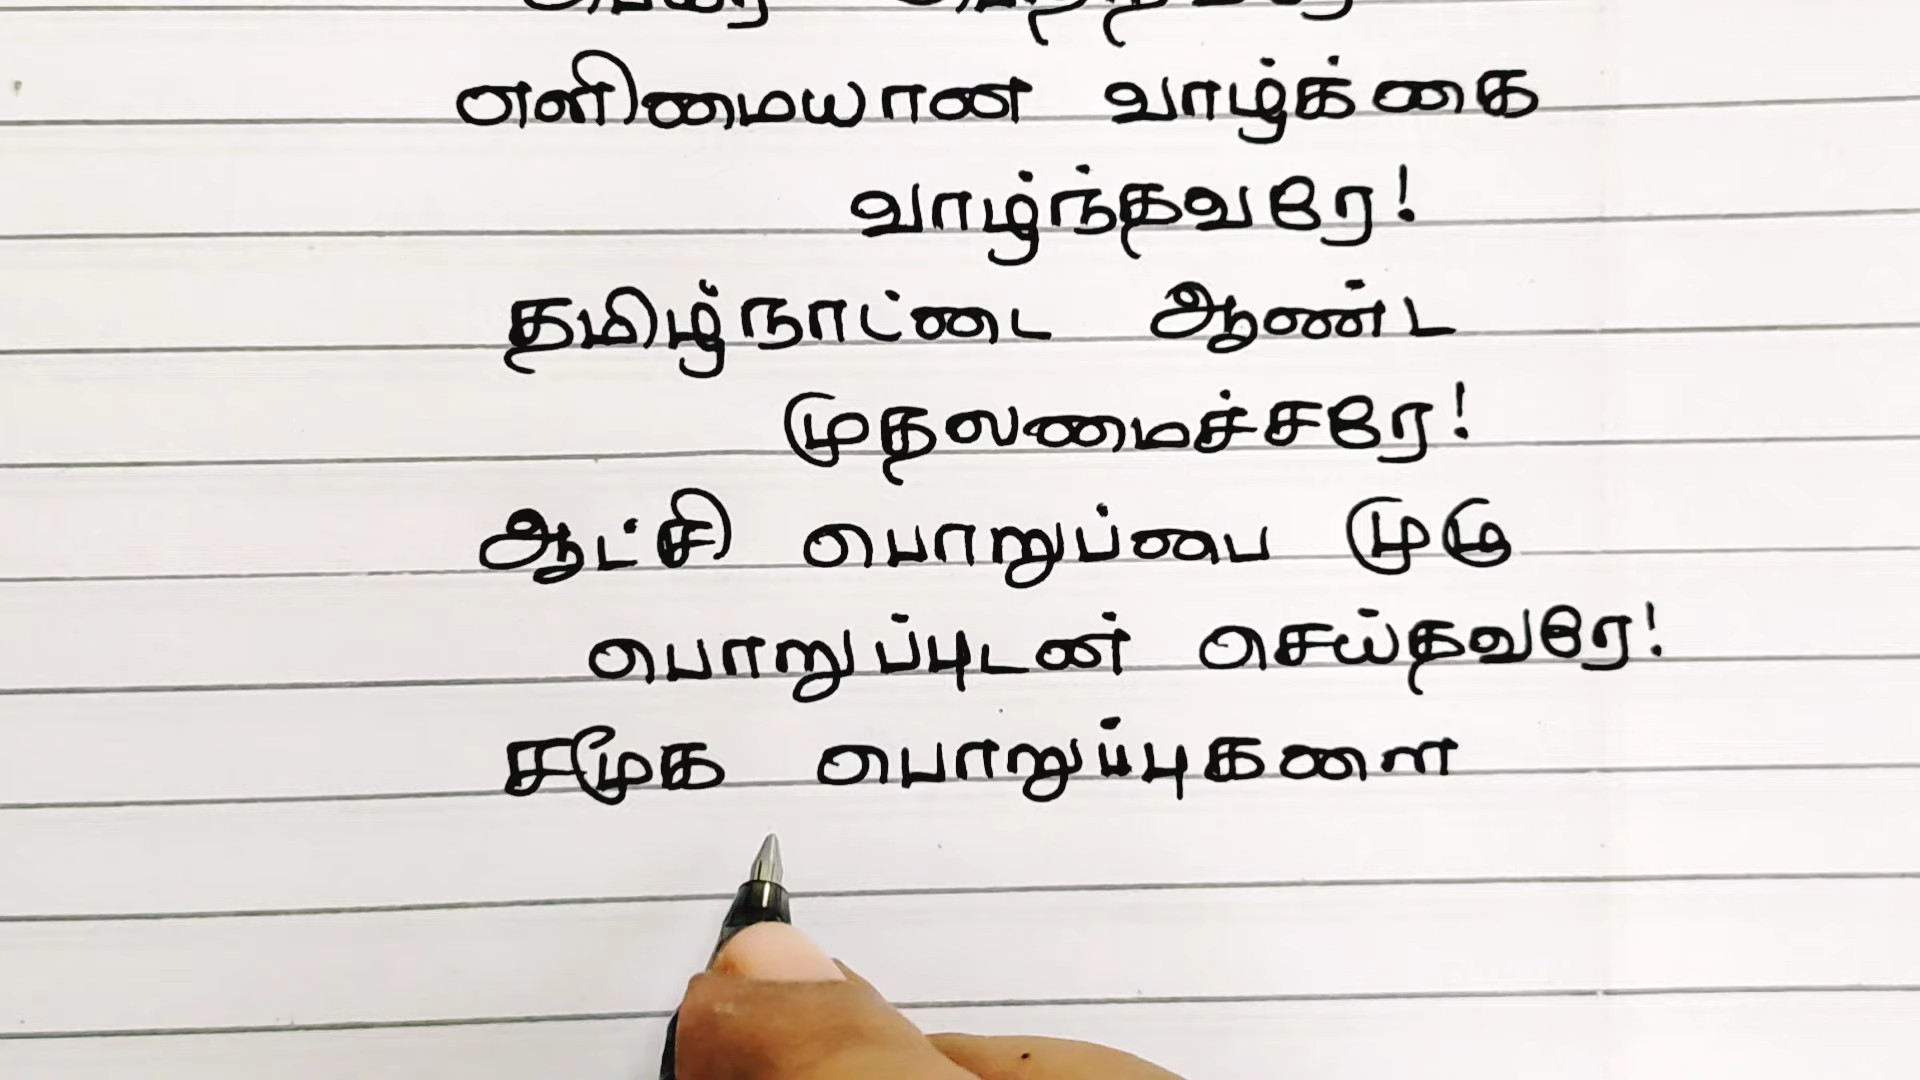 எளிமையான வாழ்க்கை
வாழ்ந்தவரே!
தமிழ்நாட்டை ஆண்ட
முதலமைச்சரே!
ஆட்சி பொறுப்பை முழு
பொறுப்புடன் செய்தவரே!
சமூக பொறுப்புகளை